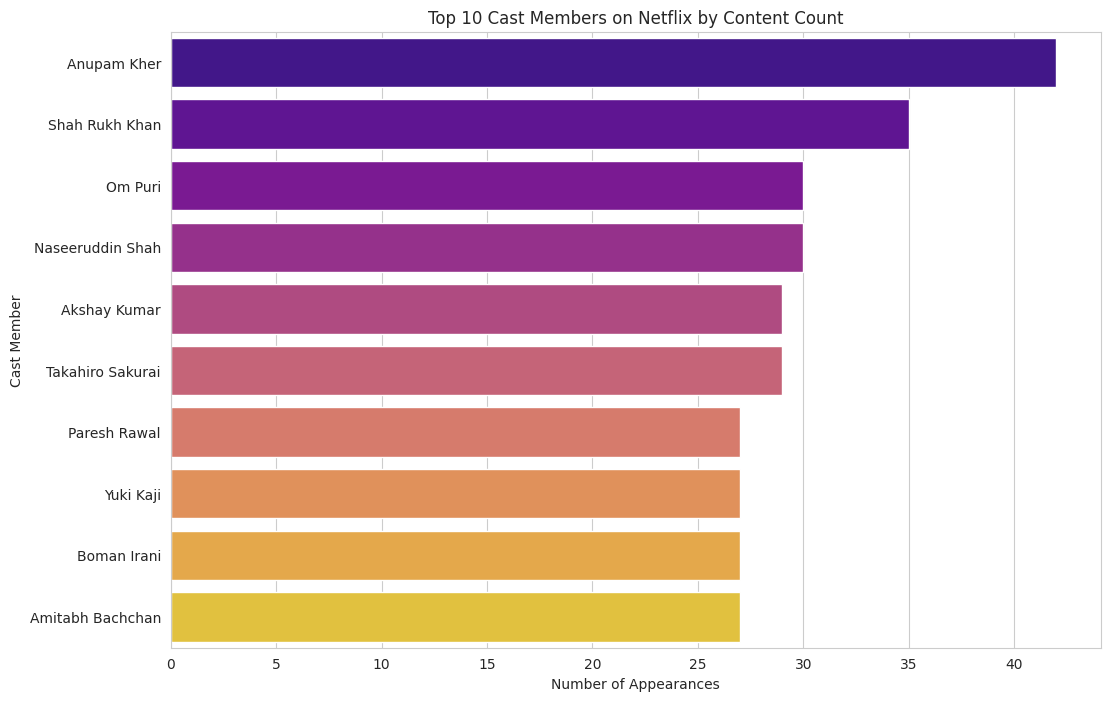 Top 10 Cast Members on Netflix by Content Count
Cast Member
Anupam Kher
Shah Rukh Khan
Om Puri
Naseeruddin Shah
Akshay Kumar
Takahiro Sakurai
Paresh Rawal
Yuki Kaji
Boman Irani
Amitabh Bachchan
0 5 10 15 20 25 30 35 40
Number of Appearances